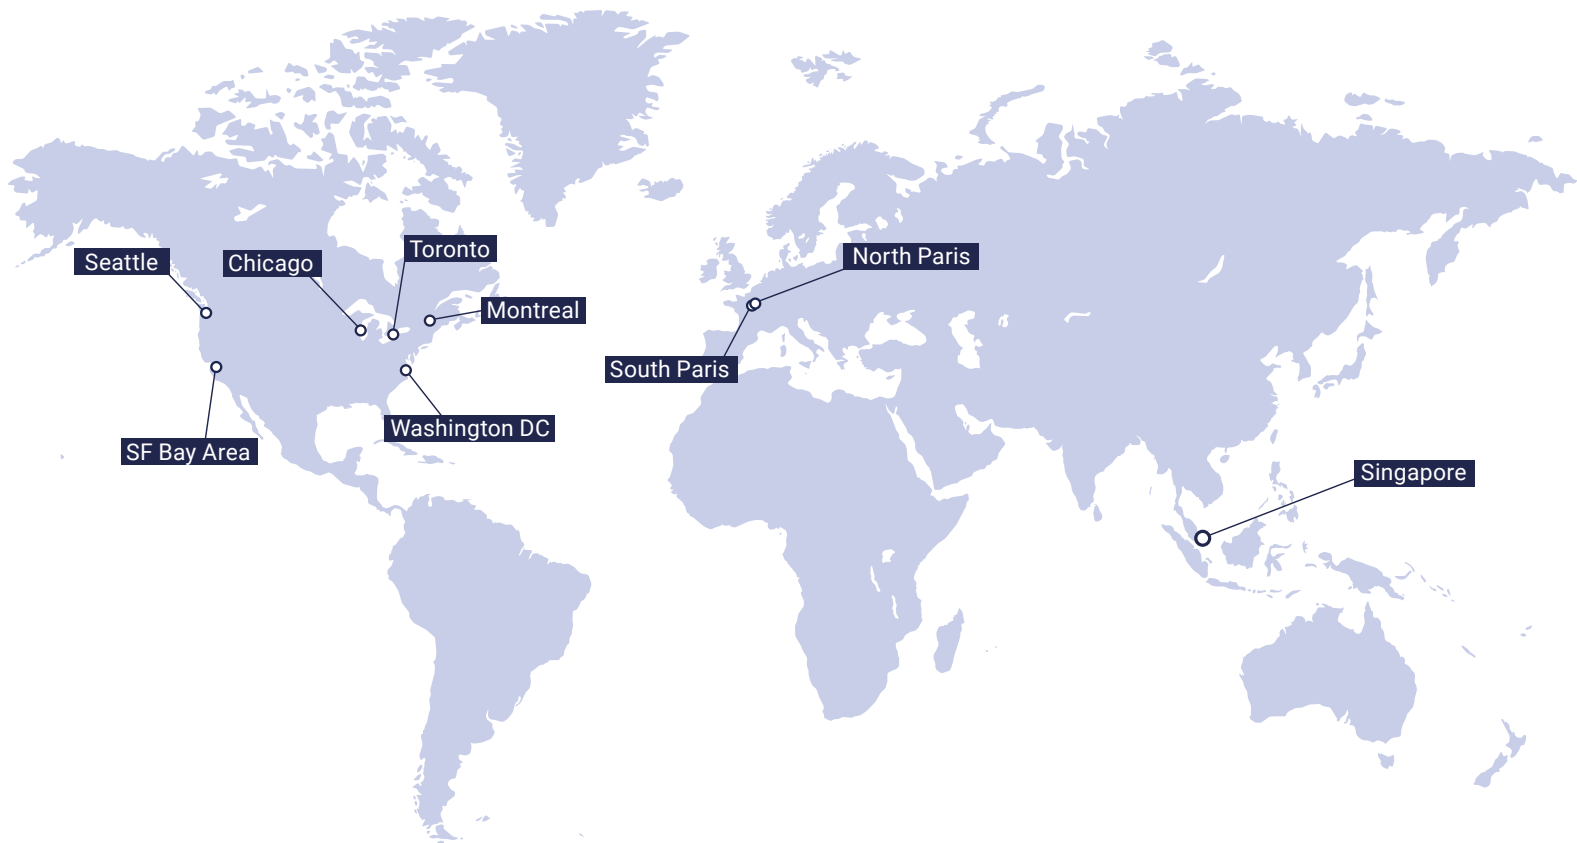 Toronto
North Paris
Seattle
Chicago
Montreal
South Paris
Washington DC
SF Bay Area
Singapore